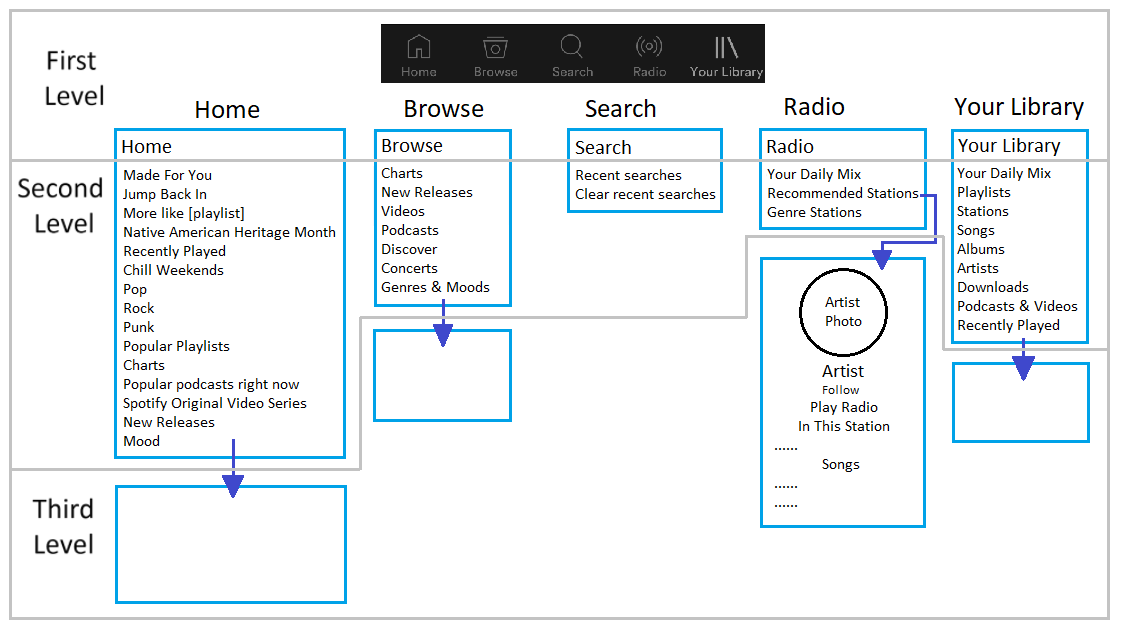 First
Level
Home
Browse
Search
Radio
Your Library
Home
Browse
Search
Radio
Your Library
Second
Level
Home
Made For You
Jump Back In
More like [playlist]
Native American Heritage Month
Recently Played
Chill Weekends
Pop
Rock
Punk
Popular Playlists
Charts
Popular podcasts right now
Spotify Original Video Series
New Releases
Mood
Browse
Charts
New Releases
Videos
Podcasts
Discover
Concerts
Genres & Moods
Search
Recent searches
Clear recent searches
Radio
Your Daily Mix
Recommended Stations
Genre Stations
Your Library
Your Daily Mix
Playlists
Stations
Songs
Albums
Artists
Downloads
Podcasts & Videos
Recently Played
Third
Level
Artist
Photo
Artist
Follow
Play Radio
In This Station
......
Songs
......
......